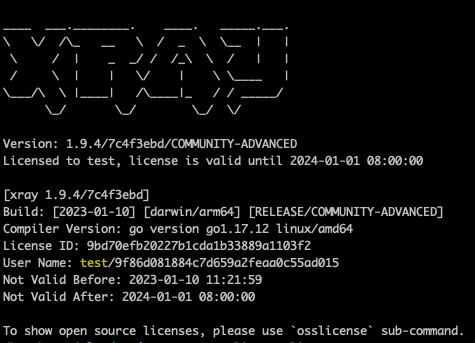 XRAY
Version: 1.9.4/7c4f3ebd/COMMUNITY-ADVANCED
Licensed to test, license is valid until 2024-01-01 08:00:00
[xray 1.9.4/7c4f3ebd]
Build: [2023-01-10] [darwin/arm64] [RELEASE/COMMUNITY-ADVANCED]
Compiler Version: go version go1.17.12 linux/amd64
License ID: 9bd70efb20227b1cda1b33889a1103f2
User Name: test/9f86d081884c7d659a2feaa0c55ad015
Not Valid Before: 2023-01-10 11:21:59
Not Valid After: 2024-01-01 08:00:00
To show open source licenses, please use `osslicense` sub-command.